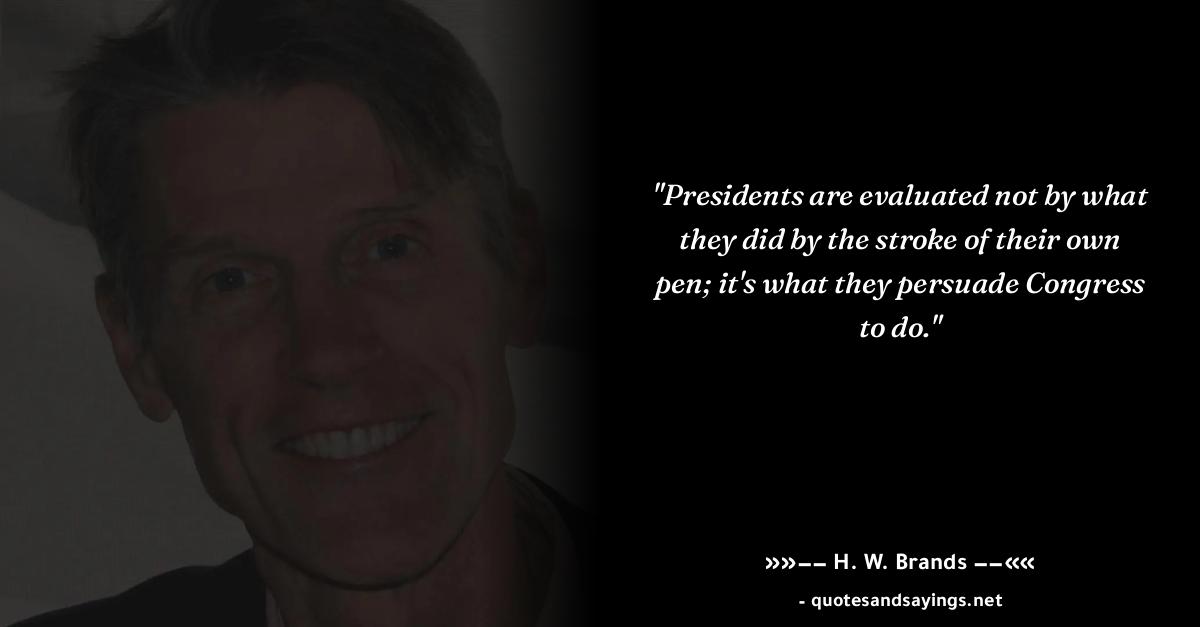 "Presidents are evaluated not by what
they did by the stroke of their own
pen; it's what they persuade Congress
to do."
»»−− H. W. Brands −−««
- quotesandsayings.net